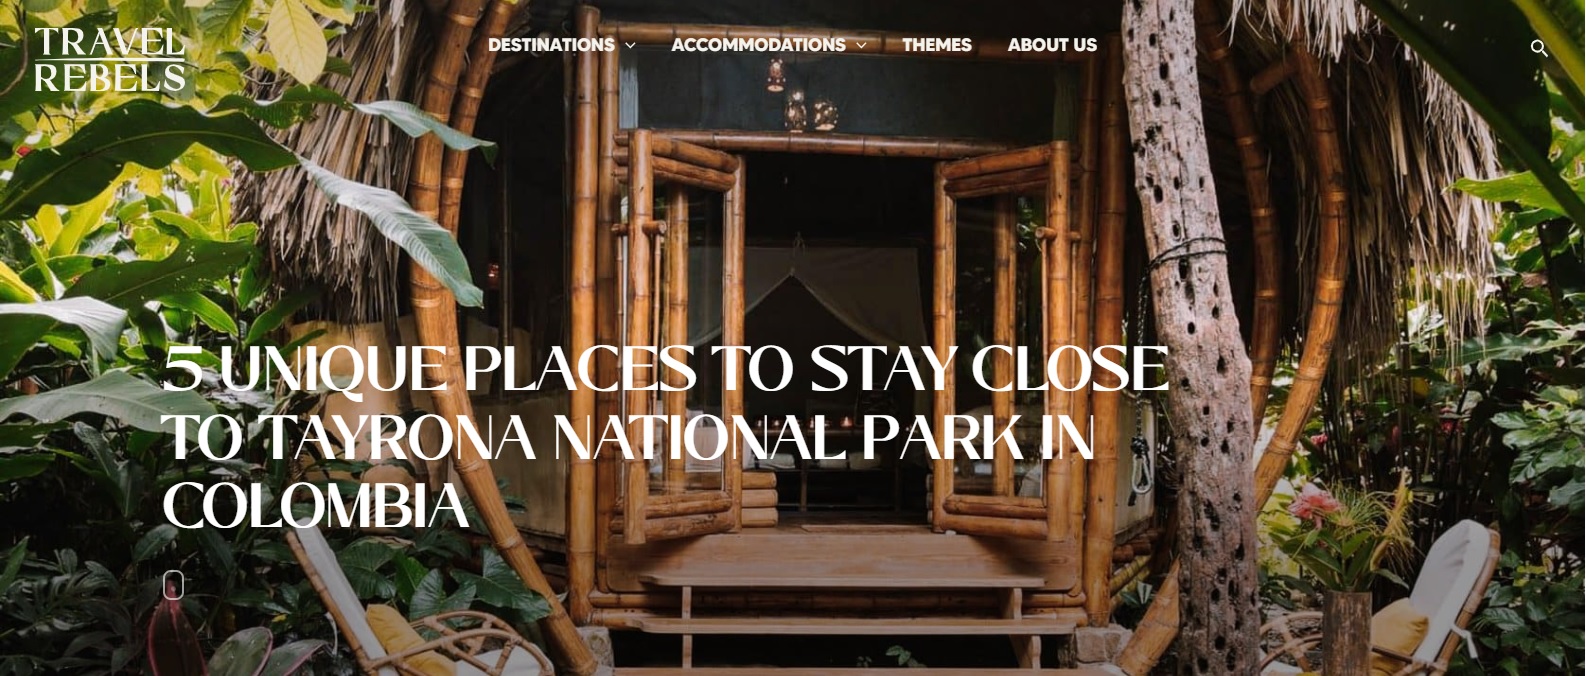 TRAVEL
REBELS
DESTINATIONS ACCOMMODATIONS THEMES ABOUT US
5 UNIQUE PLACES TO STAY CLOSE
TO TAYRONA NATIONAL PARK IN
COLOMBIA